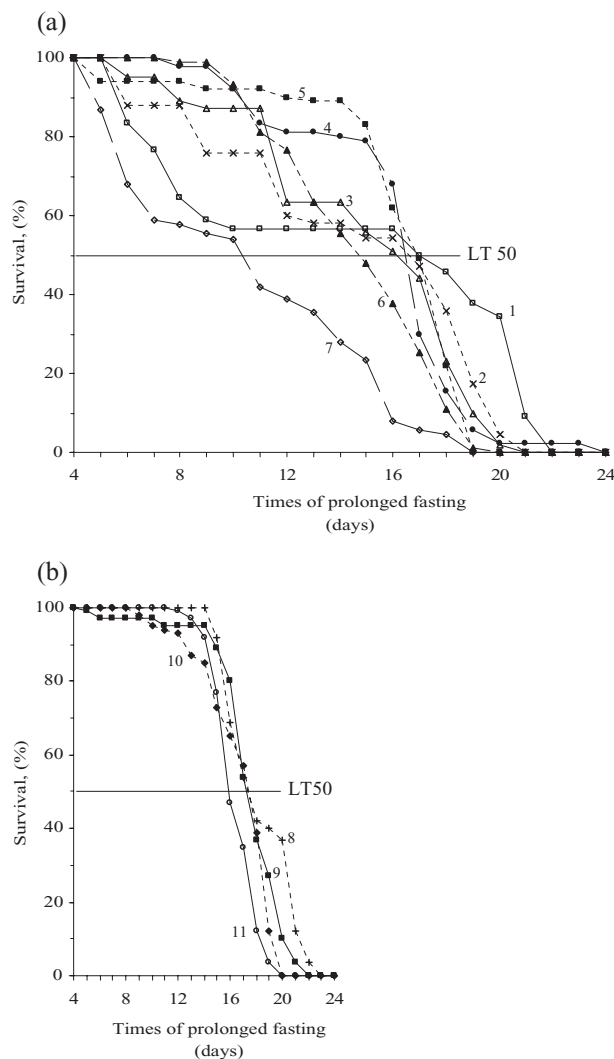 (a)
100
80
60
40
20
0
Survival, (%)
5
4
3
LT 50
6
1
7
2
4 8 12 16 20 24
Times of prolonged fasting
(days)
(b)
100
80
60
40
20
0
Survival, (%)
10
LT50
8
9
11
4 8 12 16 20 24
Times of prolonged fasting
(days)